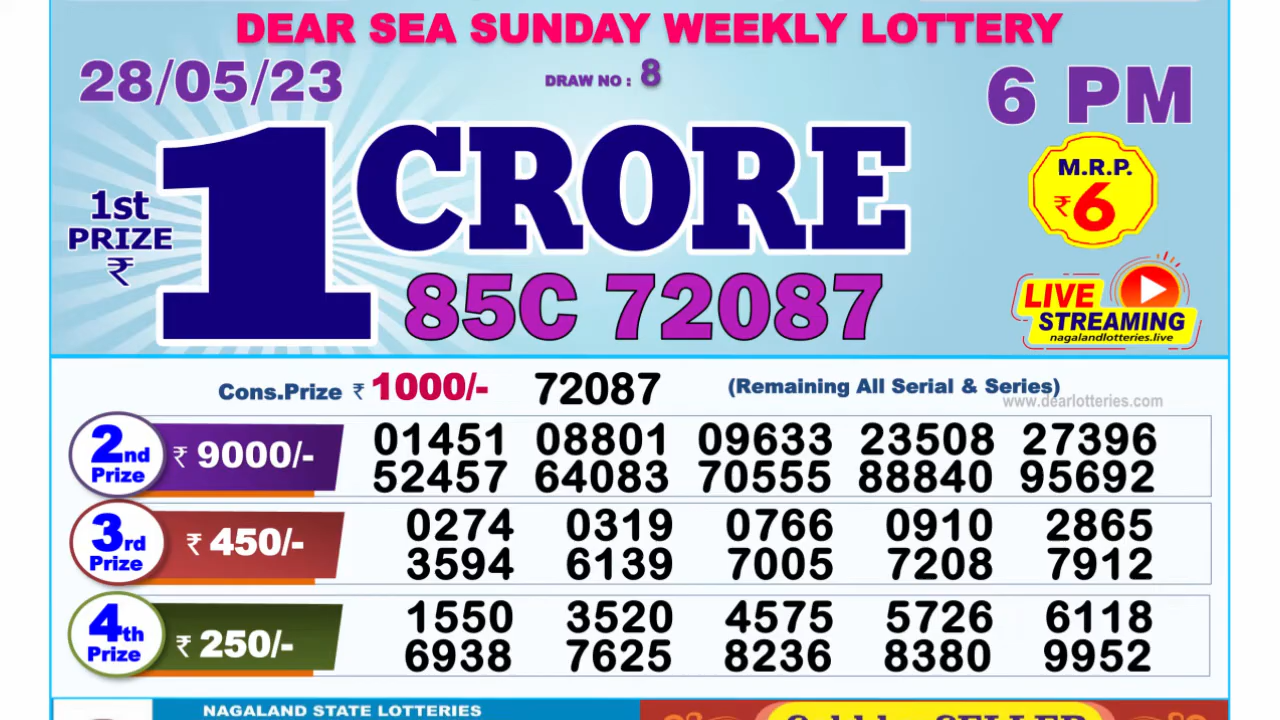 DEAR SEA SUNDAY WEEKLY LOTTERY
28/05/23
DRAW NO : 8
6 PM
1st
PRIZE
₹
1 CRORE
85C 72087
M.R.P.
₹6
LIVE
STREAMING
nagalandlotteries.live
Cons.Prize ₹ 1000/- 72087 (Remaining All Serial & Series)
www.dearlotteries.com
2nd Prize ₹ 9000/-
01451 08801 09633 23508 27396
52457 64083 70555 88840 95692
3rd Prize ₹ 450/-
0274 0319 0766 0910 2865
3594 6139 7005 7208 7912
4th Prize ₹ 250/-
1550 3520 4575 5726 6118
6938 7625 8236 8380 9952
NAGALAND STATE LOTTERIES